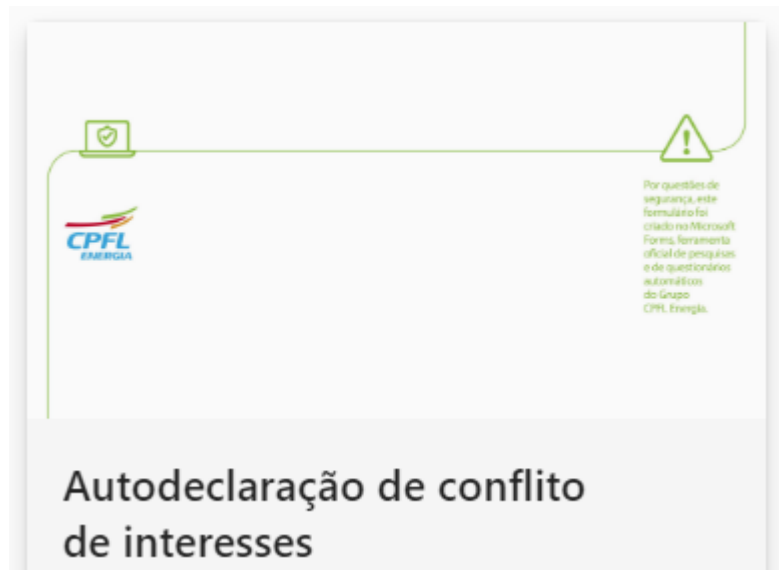 CPFL
ENERGIA
Por questões de
segurança, este
formulário foi
criado no Microsoft
Forms, ferramenta
oficial de pesquisas
e de questionários
automáticos
do Grupo
CPFL Energia.
Autodeclaração de conflito
de interesses